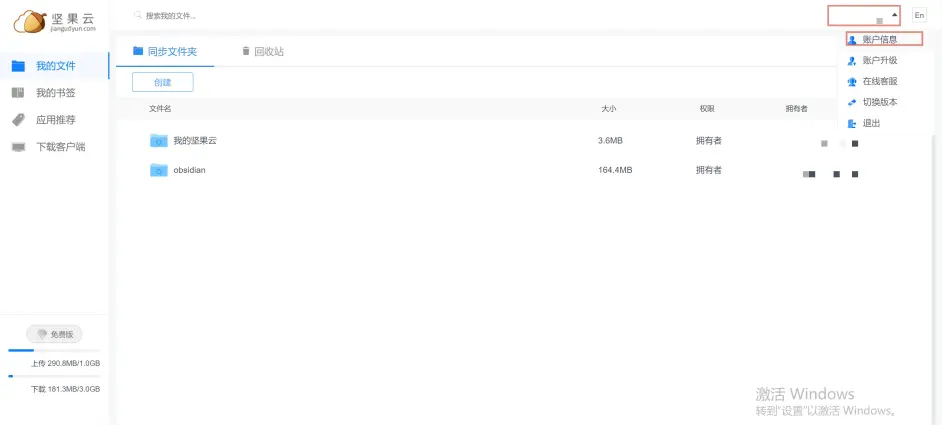 坚果云
jianguoyun.com
搜索我的文件...
En
我的文件
我的书签
应用推荐
下载客户端
同步文件夹
回收站
账户信息
账户升级
在线客服
切换版本
退出
创建
文件名 大小 权限 拥有者
我的坚果云 3.6MB 拥有者
obsidian 164.4MB 拥有者
免费版
上传 290.8MB/1.0GB
下载 181.3MB/3.0GB
激活 Windows
转到“设置”以激活 Windows。